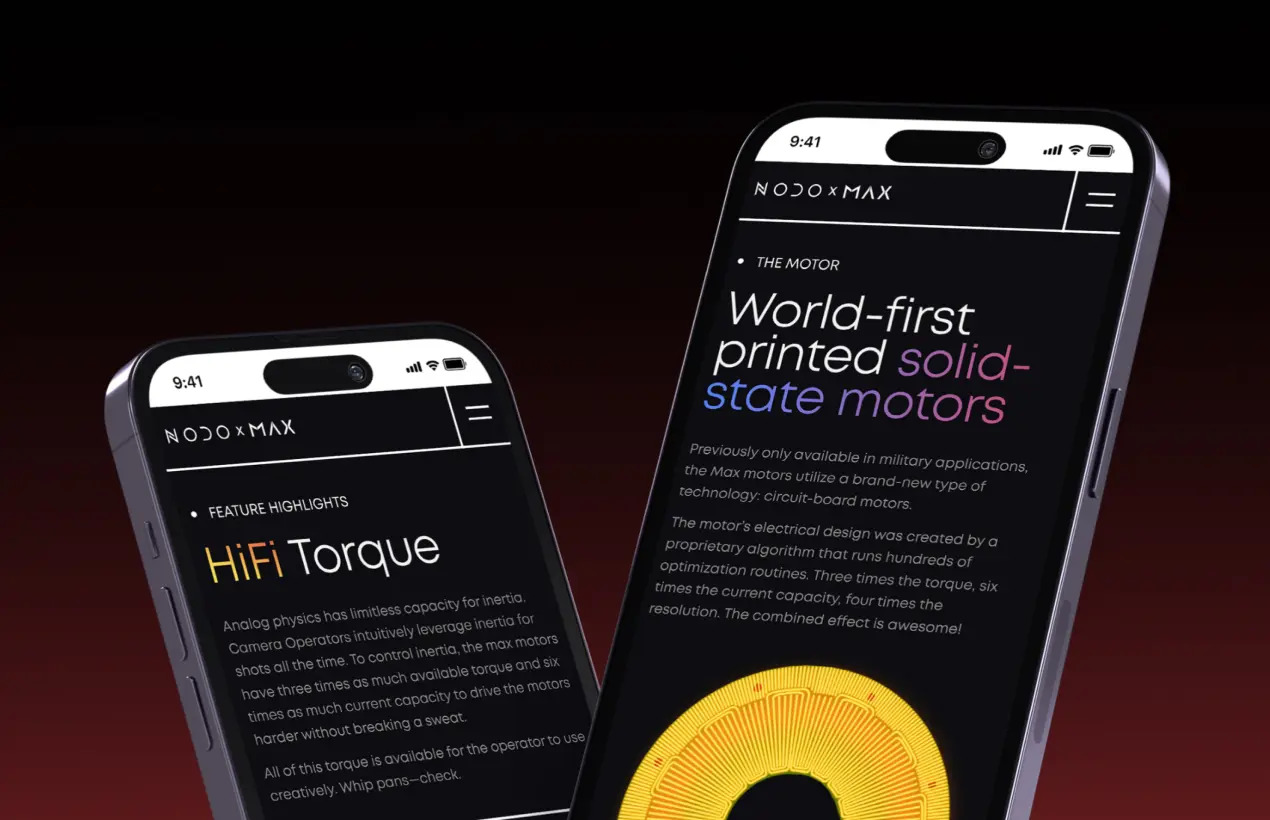 9:41
NODO x MAX
FEATURE HIGHLIGHTS
HiFi Torque
Analog physics has limitless capacity for inertia.
Camera Operators intuitively leverage inertia for
shots all the time. To control inertia, the max motors
have three times as much available torque and six
times as much current capacity to drive the motors
harder without breaking a sweat.
All of this torque is available for the operator to use
creatively. Whip pans—check.
9:41
NODO x MAX
THE MOTOR
World-first
printed solid-
state motors
Previously only available in military applications,
the Max motors utilize a brand-new type of
technology: circuit-board motors.
The motor's electrical design was created by a
proprietary algorithm that runs hundreds of
optimization routines. Three times the torque, six
times the current capacity, four times the
resolution. The combined effect is awesome!